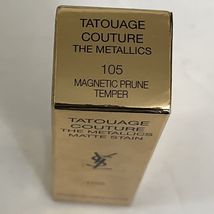 TATOUAGE
COUTURE
THE METALLICS
105
MAGNETIC PRUNE
TEMPER
TATOUAGE
COUTURE
THE METALLICS
MATTE STAIN